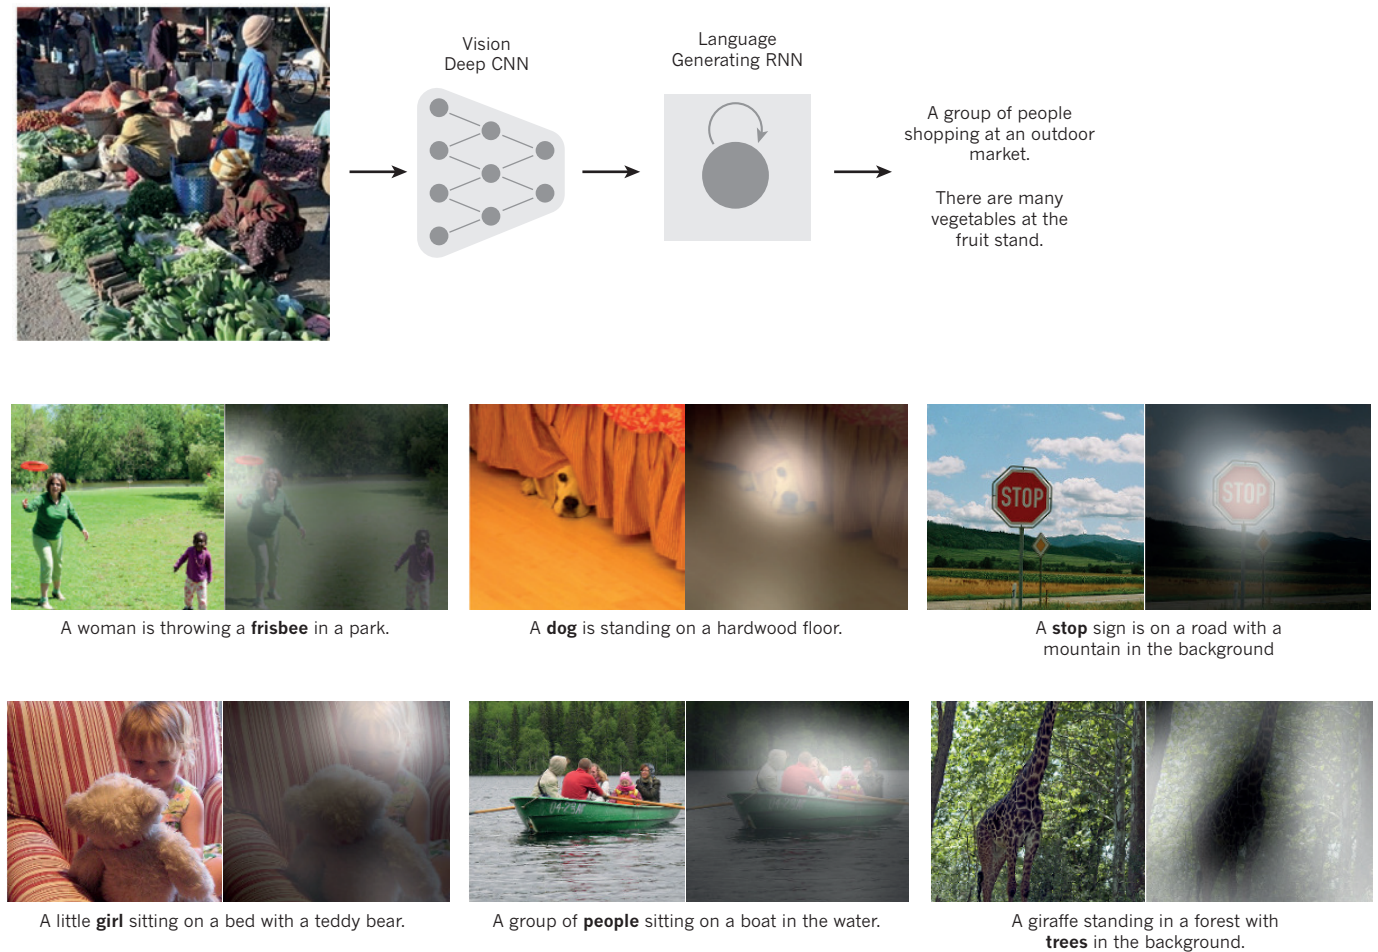 Vision
Deep CNN
Language
Generating RNN
A group of people
shopping at an outdoor
market.
There are many
vegetables at the
fruit stand.
STOP
STOP
A woman is throwing a frisbee in a park.
A dog is standing on a hardwood floor.
A stop sign is on a road with a
mountain in the background
A little girl sitting on a bed with a teddy bear.
A group of people sitting on a boat in the water.
A giraffe standing in a forest with
trees in the background.